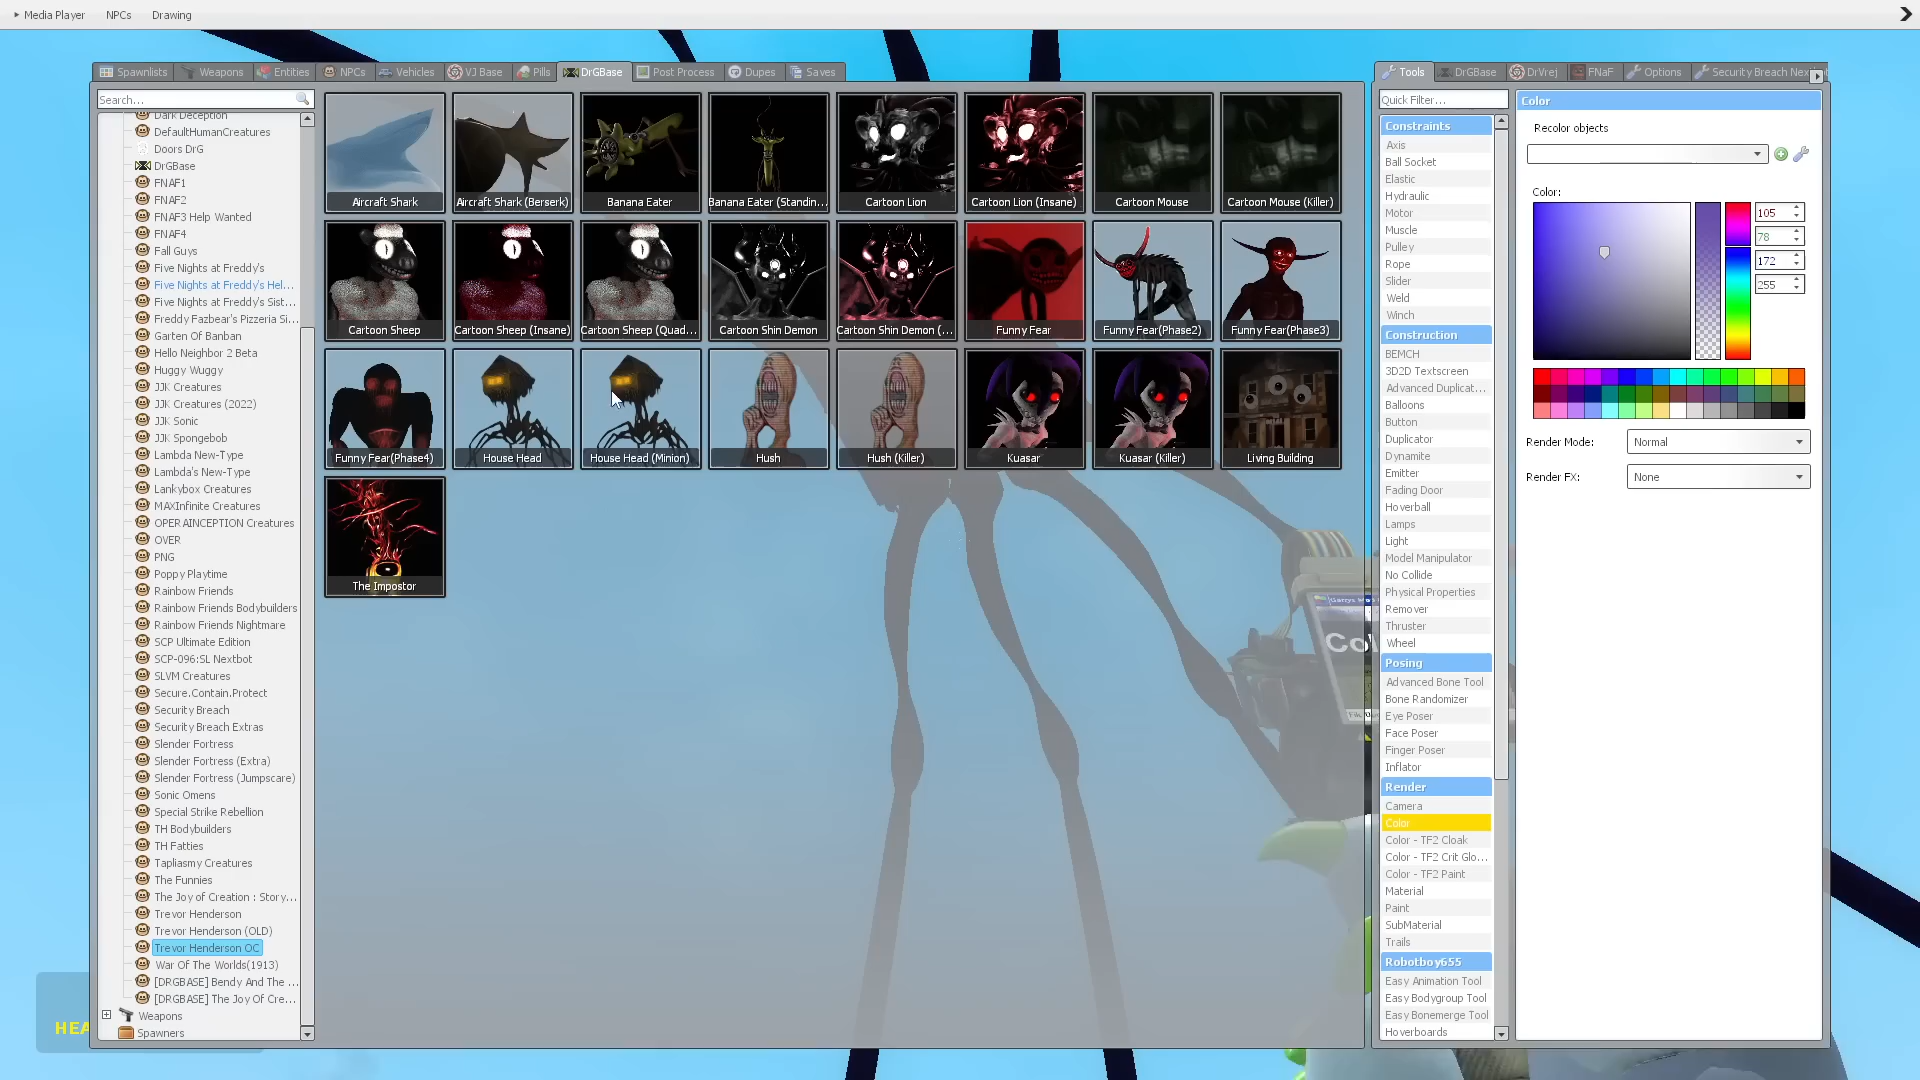 Media Player NPCs Drawing
Spawnlists Weapons Entities NPCs Vehicles VJ Base Pills DrGBase Post Process Dupes Saves
Tools DrGBase DrVrej FNaF Options Security Breach Nextbo
Search...
Dark Deception
DefaultHumanCreatures
Doors DrG
DrGBase
FNAF1
FNAF2
FNAF3 Help Wanted
FNAF4
Fall Guys
Five Nights at Freddy's
Five Nights at Freddy's Hel...
Five Nights at Freddy's Sist...
Freddy Fazbear's Pizzeria Si...
Garten Of Banban
Hello Neighbor 2 Beta
Huggy Wuggy
JJK Creatures
JJK Creatures (2022)
JJK Sonic
JJK Spongebob
Lambda New-Type
Lambda's New-Type
Lankybox Creatures
MAXInfinite Creatures
OPERAINCEPTION Creatures
OVER
PNG
Poppy Playtime
Rainbow Friends
Rainbow Friends Bodybuilders
Rainbow Friends Nightmare
SCP Ultimate Edition
SCP-096:SL Nextbot
SLVM Creatures
Secure.Contain.Protect
Security Breach
Security Breach Extras
Slender Fortress
Slender Fortress (Extra)
Slender Fortress (Jumpscare)
Sonic Omens
Special Strike Rebellion
TH Bodybuilders
TH Fatties
Tapliasmy Creatures
The Funnies
The Joy of Creation : Story...
Trevor Henderson
Trevor Henderson (OLD)
Trevor Henderson OC
War Of The Worlds(1913)
[DRGBASE] Bendy And The ...
[DRGBASE] The Joy Of Cre...
Weapons
Spawners
HEA
Aircraft Shark
Aircraft Shark (Berserk)
Banana Eater
Banana Eater (Standin...
Cartoon Lion
Cartoon Lion (Insane)
Cartoon Mouse
Cartoon Mouse (Killer)
Cartoon Sheep
Cartoon Sheep (Insane)
Cartoon Sheep (Quad...
Cartoon Shin Demon
Cartoon Shin Demon (...
Funny Fear
Funny Fear(Phase2)
Funny Fear(Phase3)
Funny Fear(Phase4)
House Head
House Head (Minion)
Hush
Hush (Killer)
Kuasar
Kuasar (Killer)
Living Building
The Impostor
Col
Quick Filter...
Constraints
Axis
Ball Socket
Elastic
Hydraulic
Motor
Muscle
Pulley
Rope
Slider
Weld
Winch
Construction
BEMCH
3D2D Textscreen
Advanced Duplicat...
Balloons
Button
Duplicator
Dynamite
Emitter
Fading Door
Hoverball
Lamps
Light
Model Manipulator
No Collide
Physical Properties
Remover
Thruster
Wheel
Posing
Advanced Bone Tool
Bone Randomizer
Eye Poser
Face Poser
Finger Poser
Inflator
Render
Camera
Color
Color - TF2 Cloak
Color - TF2 Crit Glo...
Color - TF2 Paint
Material
Paint
SubMaterial
Trails
Robotboy655
Easy Animation Tool
Easy Bodygroup Tool
Easy Bonemerge Tool
Hoverboards
Color
Recolor objects
Color:
105
78
172
255
Render Mode: Normal
Render FX: None